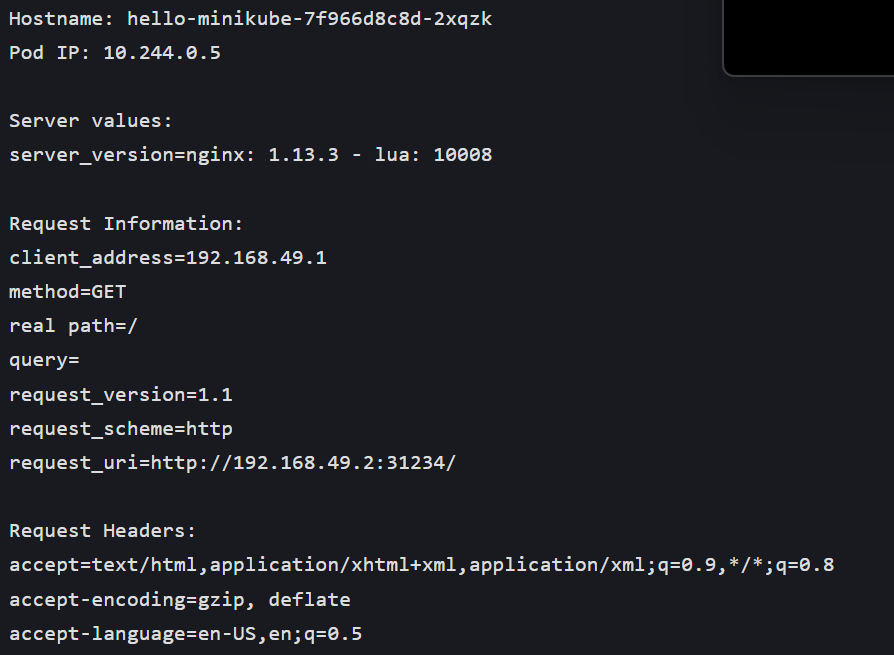 Hostname: hello-minikube-7f966d8c8d-2xqzk
Pod IP: 10.244.0.5
Server values:
server_version=nginx: 1.13.3 - lua: 10008
Request Information:
client_address=192.168.49.1
method=GET
real path=/
query=
request_version=1.1
request_scheme=http
request_uri=http://192.168.49.2:31234/
Request Headers:
accept=text/html,application/xhtml+xml,application/xml;q=0.9,*/*;q=0.8
accept-encoding=gzip, deflate
accept-language=en-US,en;q=0.5